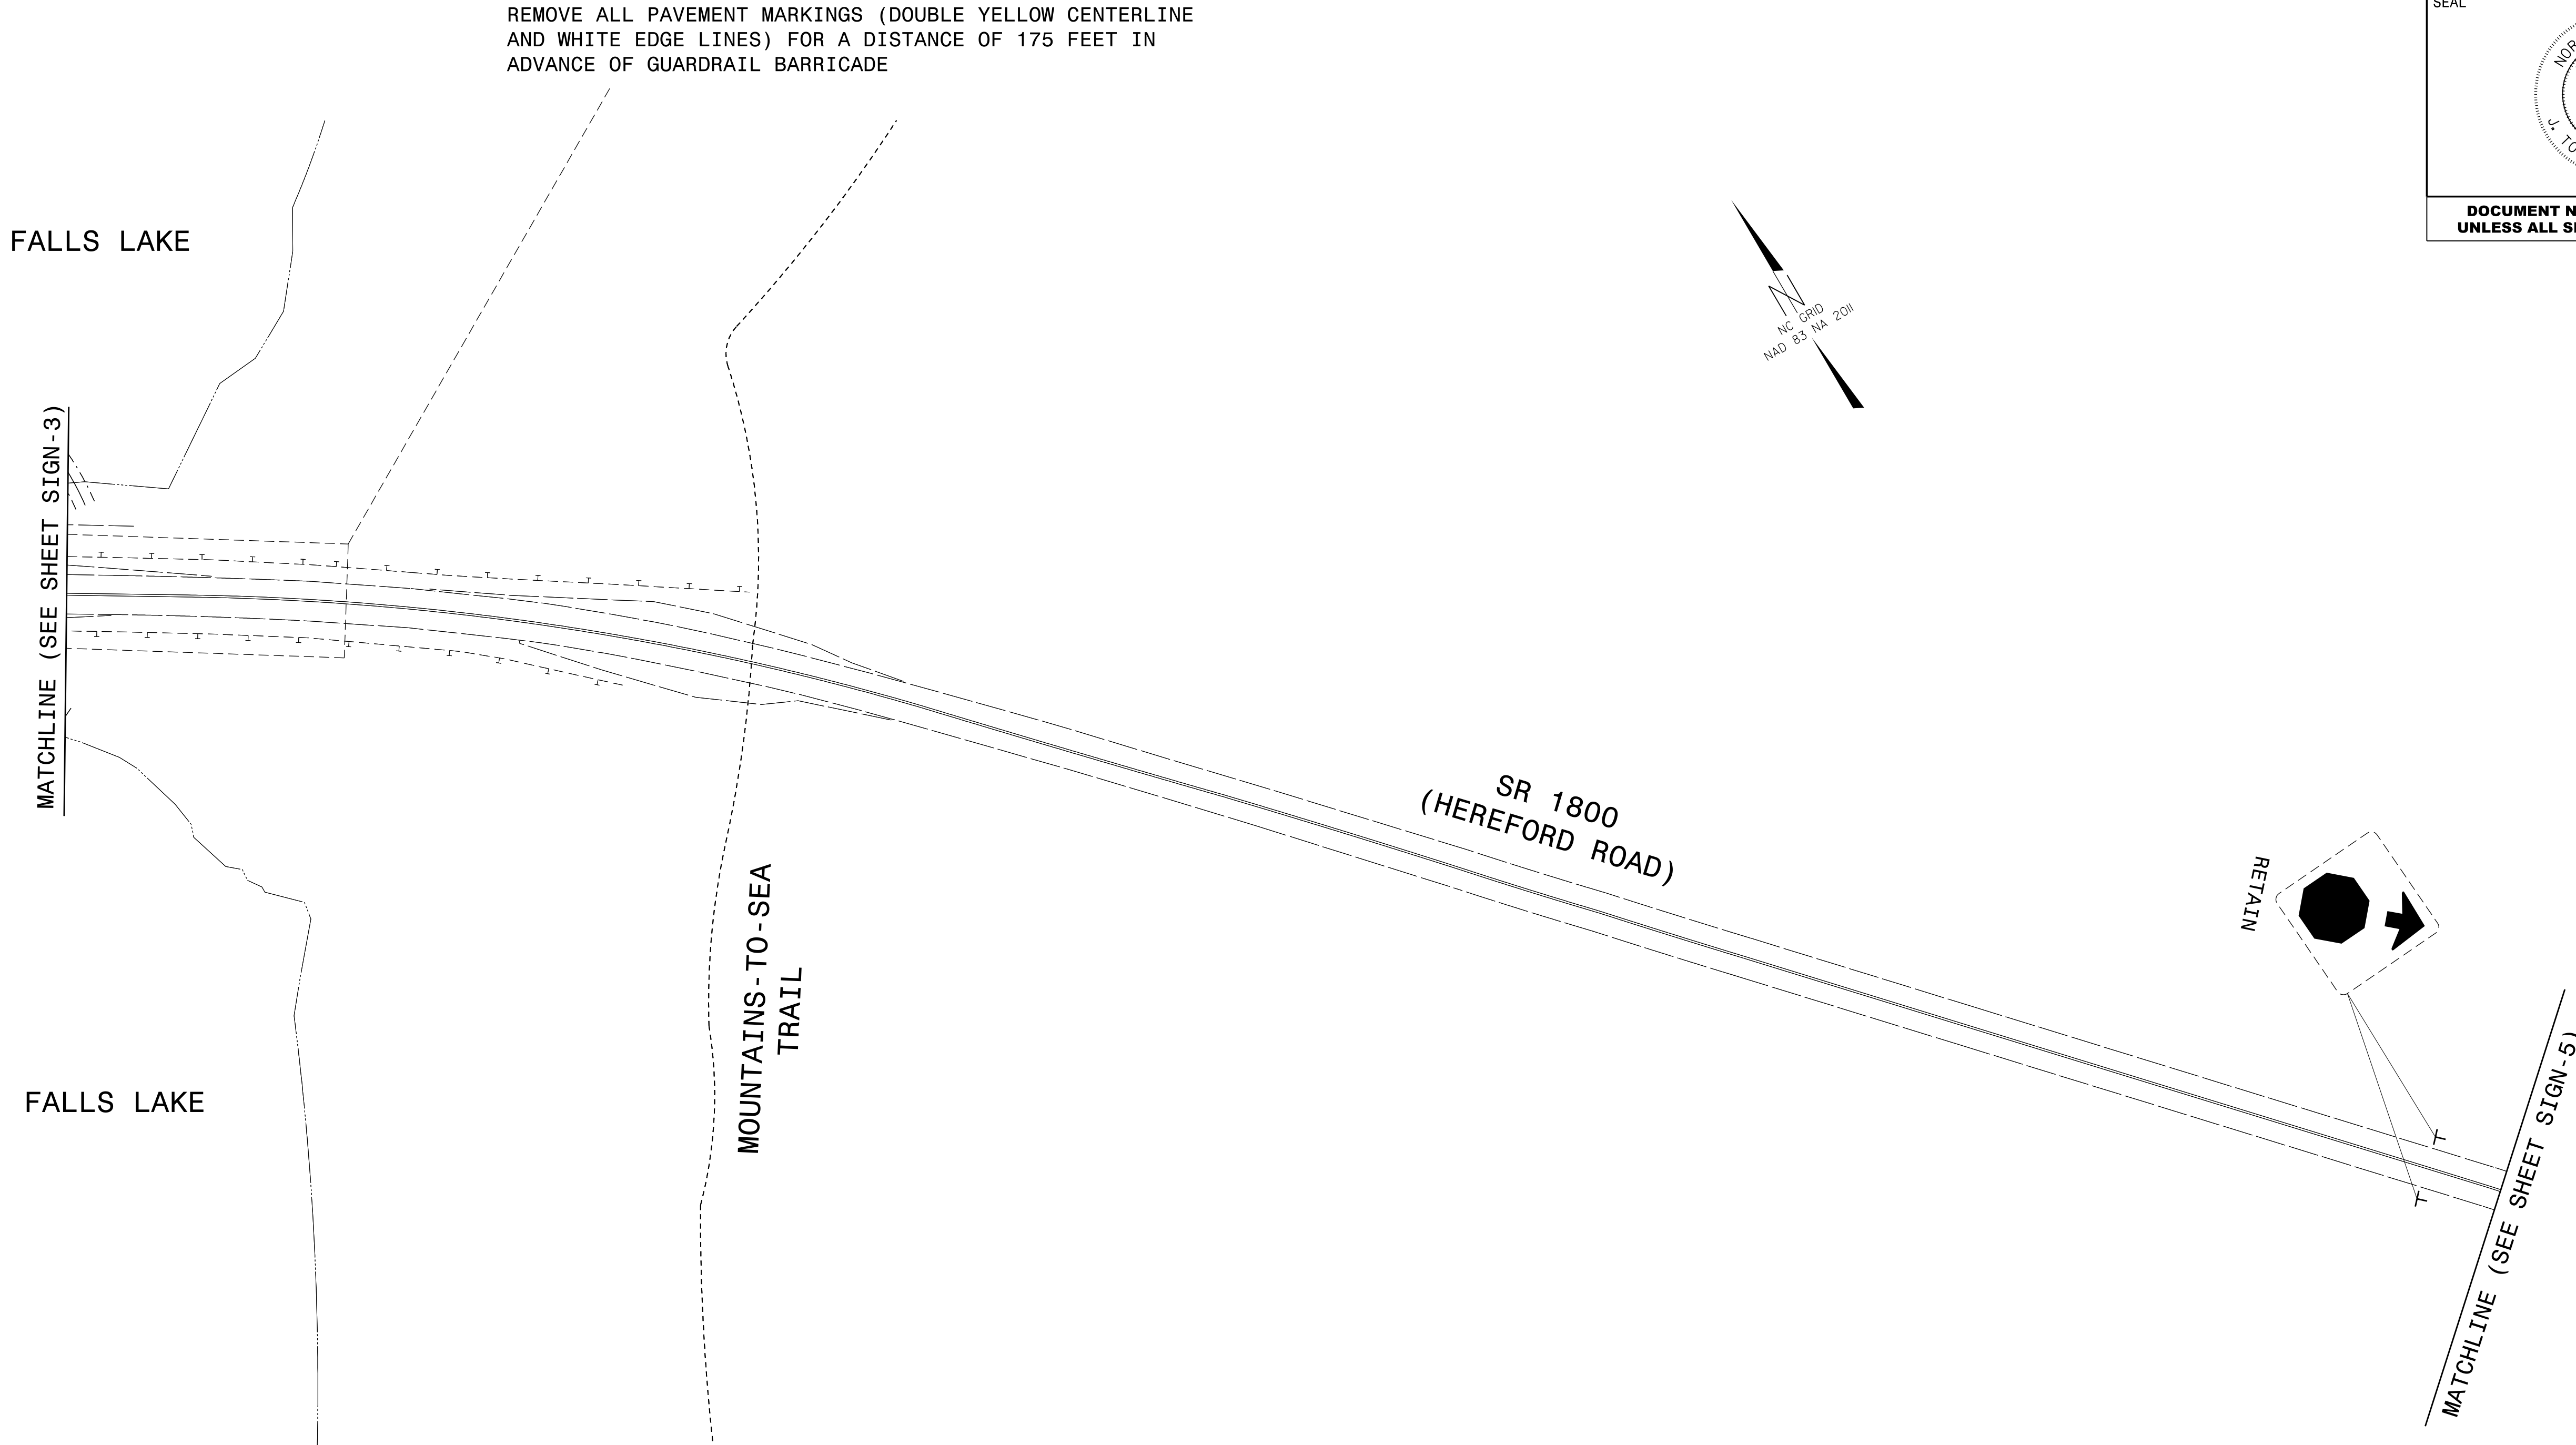 REMOVE ALL PAVEMENT MARKINGS (DOUBLE YELLOW CENTERLINE
AND WHITE EDGE LINES) FOR A DISTANCE OF 175 FEET IN
ADVANCE OF GUARDRAIL BARRICADE
SEAL
NOR
J. TO
DOCUMENT N
UNLESS ALL S
FALLS LAKE
N
NC GRID
NAD 83 NA 2011
MATCHLINE (SEE SHEET SIGN-3)
SR 1800
(HEREFORD ROAD)
RETAIN
MOUNTAINS-TO-SEA
TRAIL
FALLS LAKE
MATCHLINE (SEE SHEET SIGN-5)